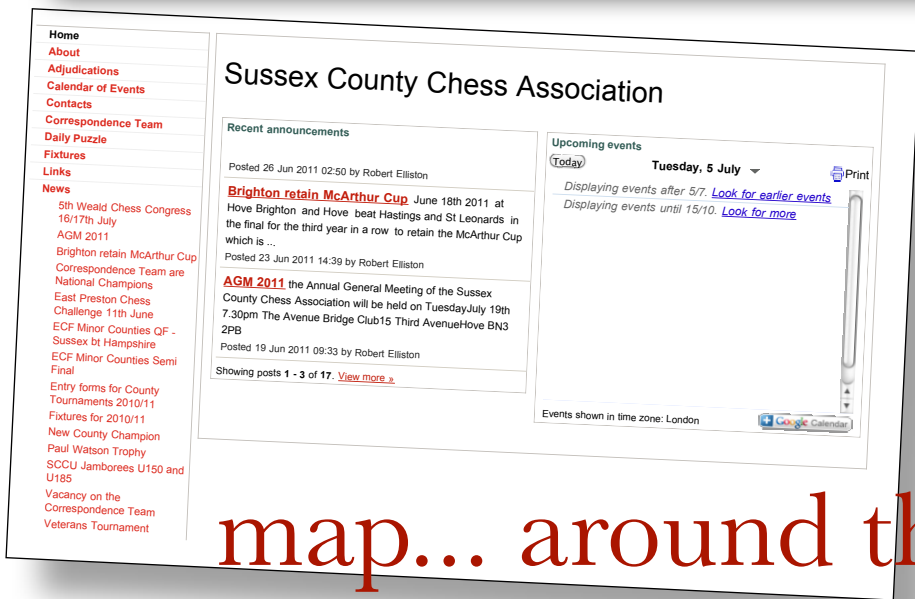 Home
About
Adjudications
Calendar of Events
Contacts
Correspondence Team
Daily Puzzle
Fixtures
Links
News
5th Weald Chess Congress
16/17th July
AGM 2011
Brighton retain McArthur Cup
Correspondence Team are
National Champions
East Preston Chess
Challenge 11th June
ECF Minor Counties QF -
Sussex bt Hampshire
ECF Minor Counties Semi
Final
Entry forms for County
Tournaments 2010/11
Fixtures for 2010/11
New County Champion
Paul Watson Trophy
SCCU Jamborees U150 and
U185
Vacancy on the
Correspondence Team
Veterans Tournament
Sussex County Chess Association
Recent announcements
Posted 26 Jun 2011 02:50 by Robert Elliston
Brighton retain McArthur Cup June 18th 2011 at
Hove Brighton and Hove beat Hastings and St Leonards in
the final for the third year in a row to retain the McArthur Cup
which is ...
Posted 23 Jun 2011 14:39 by Robert Elliston
AGM 2011 the Annual General Meeting of the Sussex
County Chess Association will be held on TuesdayJuly 19th
7.30pm The Avenue Bridge Club15 Third AvenueHove BN3
2PB
Posted 19 Jun 2011 09:33 by Robert Elliston
Showing posts 1 - 3 of 17. View more »
Upcoming events
Today Tuesday, 5 July Print
Displaying events after 5/7. Look for earlier events
Displaying events until 15/10. Look for more
Events shown in time zone: London
Google Calendar
map... around th